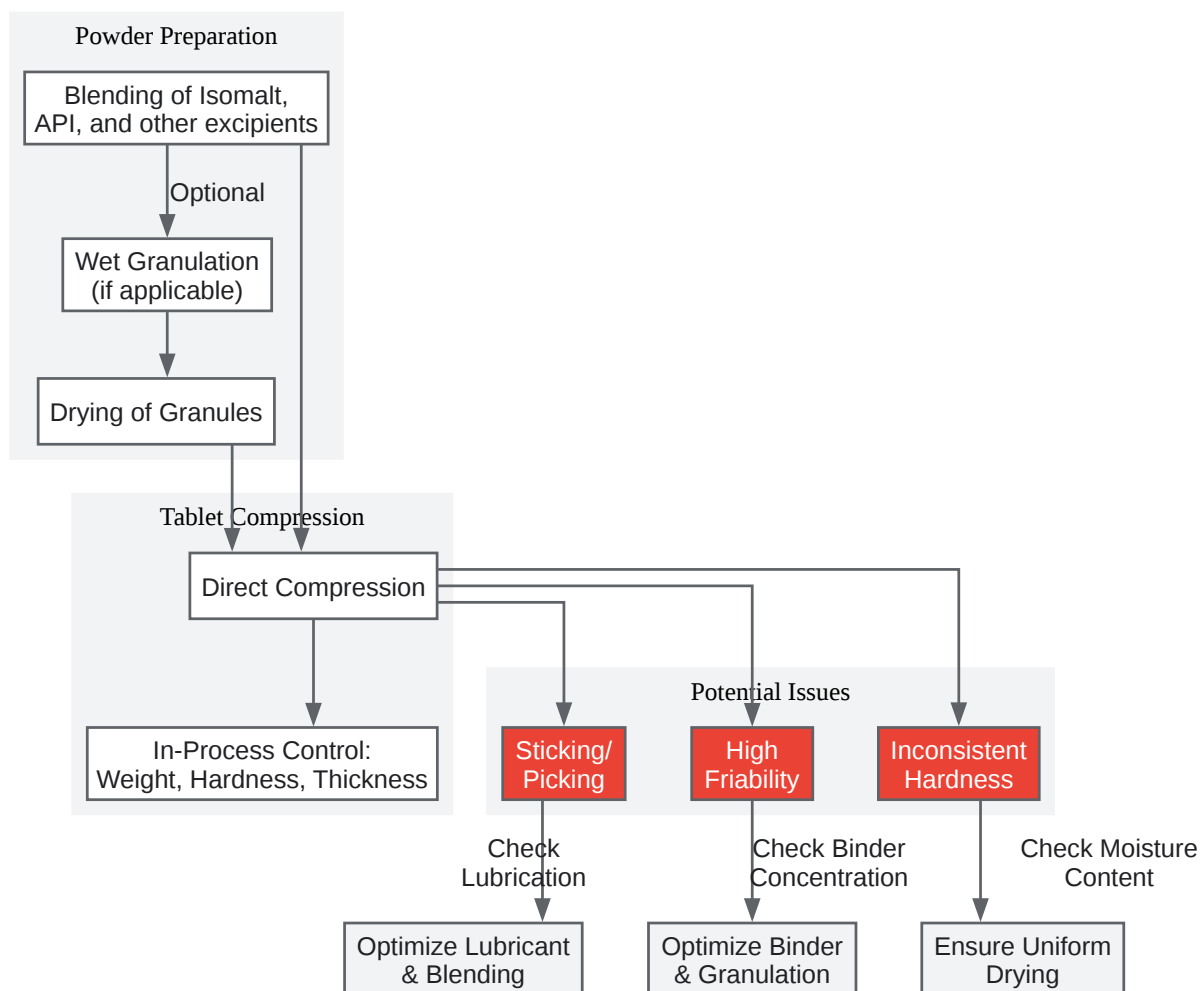 Powder Preparation
Blending of Isomalt,
API, and other excipients
Optional
Wet Granulation
(if applicable)
Drying of Granules
Tablet Compression
Direct Compression
In-Process Control:
Weight, Hardness, Thickness
Potential Issues
Sticking/
Picking
High
Friability
Inconsistent
Hardness
Check
Lubrication
Check Binder
Concentration
Check Moisture
Content
Optimize Lubricant
& Blending
Optimize Binder
& Granulation
Ensure Uniform
Drying